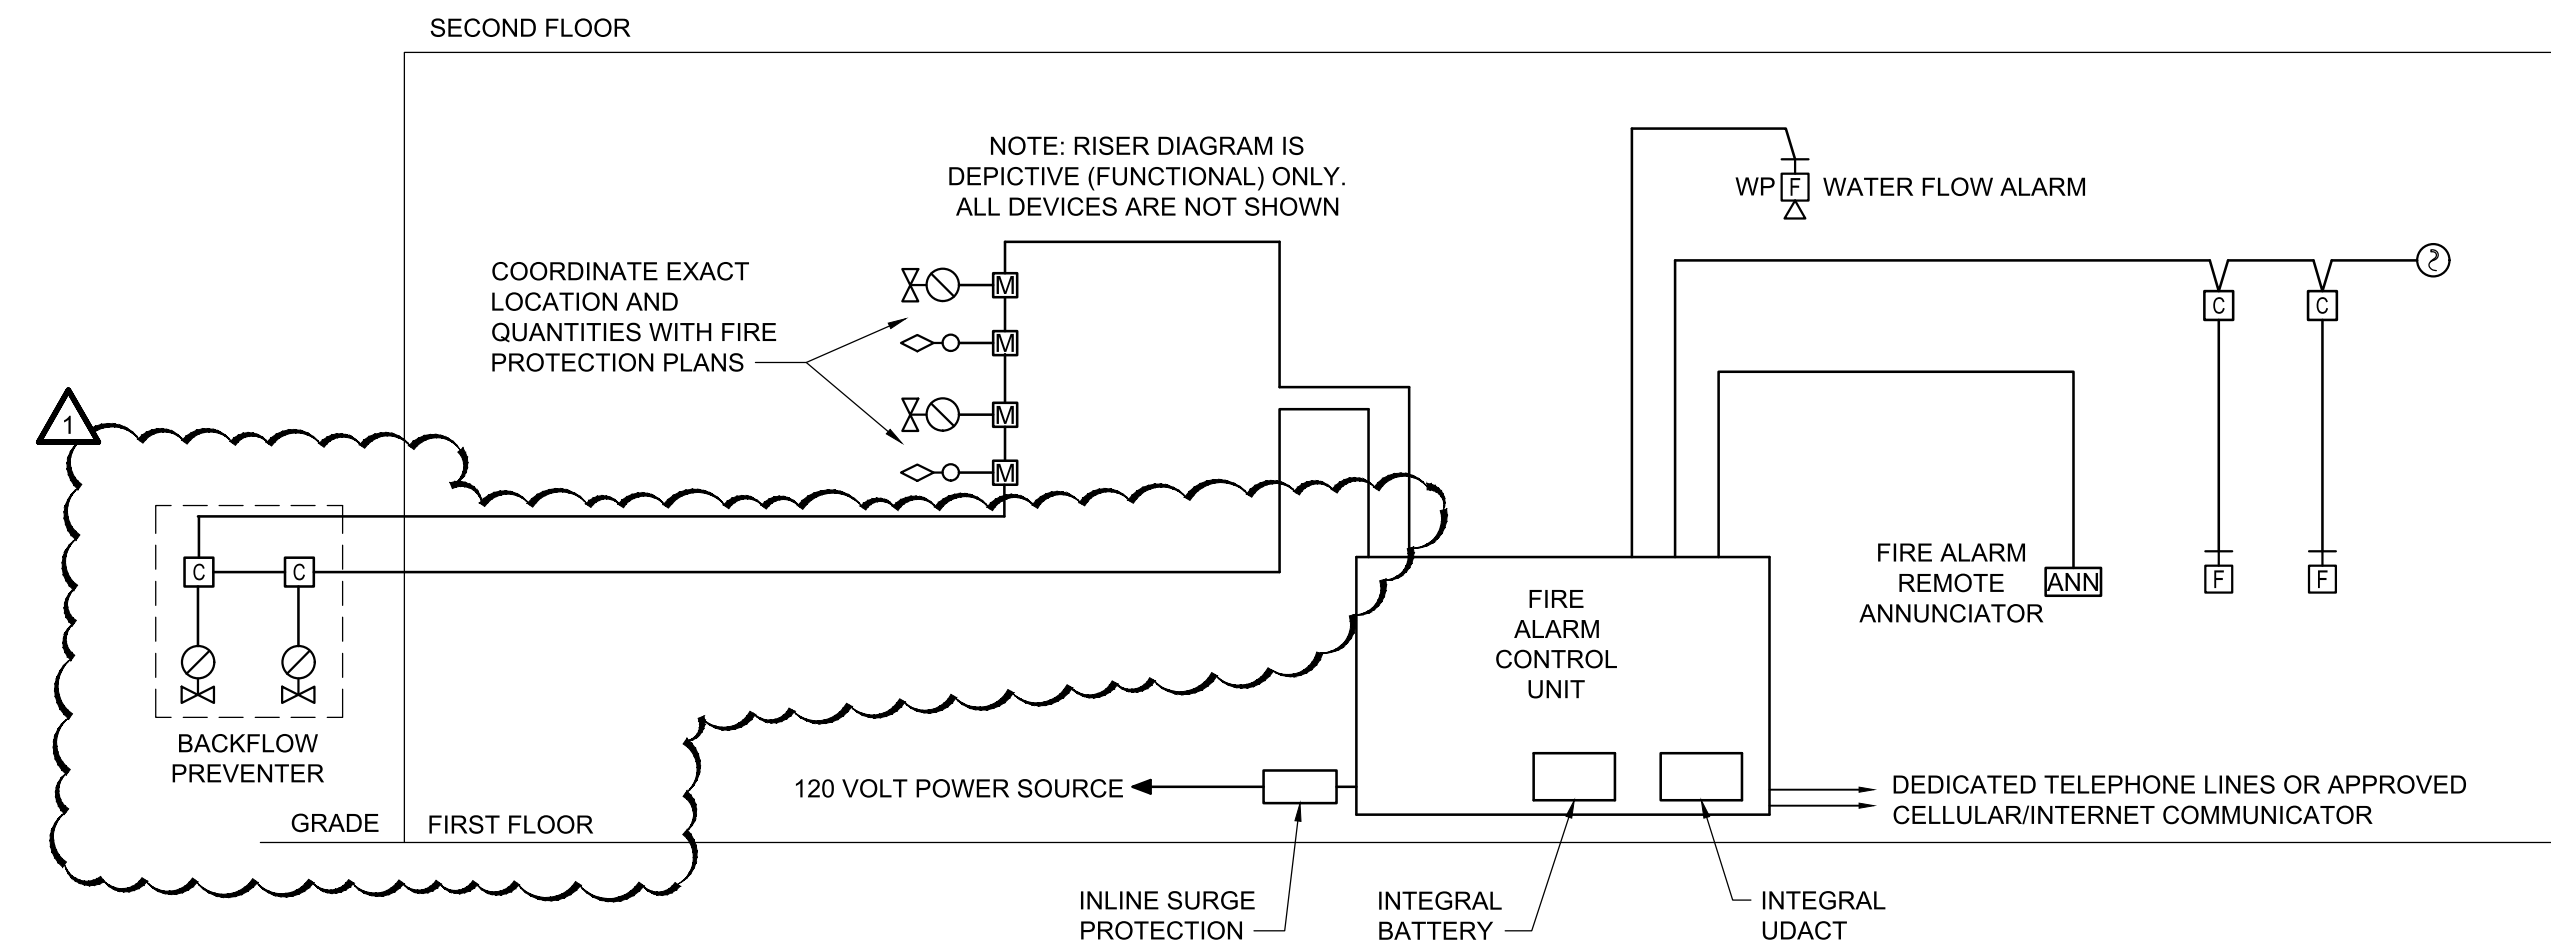 SECOND FLOOR
NOTE: RISER DIAGRAM IS
DEPICTIVE (FUNCTIONAL) ONLY.
ALL DEVICES ARE NOT SHOWN
WP F WATER FLOW ALARM
COORDINATE EXACT
LOCATION AND
QUANTITIES WITH FIRE
PROTECTION PLANS
M
M
M
M
C
C
1
C
C
BACKFLOW
PREVENTER
FIRE
ALARM
CONTROL
UNIT
FIRE ALARM
REMOTE
ANNUNCIATOR
ANN
F
F
120 VOLT POWER SOURCE
DEDICATED TELEPHONE LINES OR APPROVED
CELLULAR/INTERNET COMMUNICATOR
GRADE
FIRST FLOOR
INLINE SURGE
PROTECTION
INTEGRAL
BATTERY
INTEGRAL
UDACT